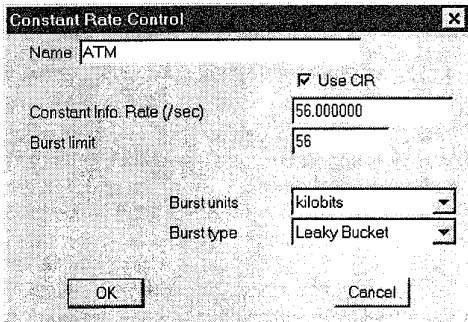 Constant Rate Control
Name ATM
Use CIR
Constant Info. Rate (/sec) 56.000000
Burst limit 56
Burst units kilobits
Burst type Leaky Bucket
OK Cancel